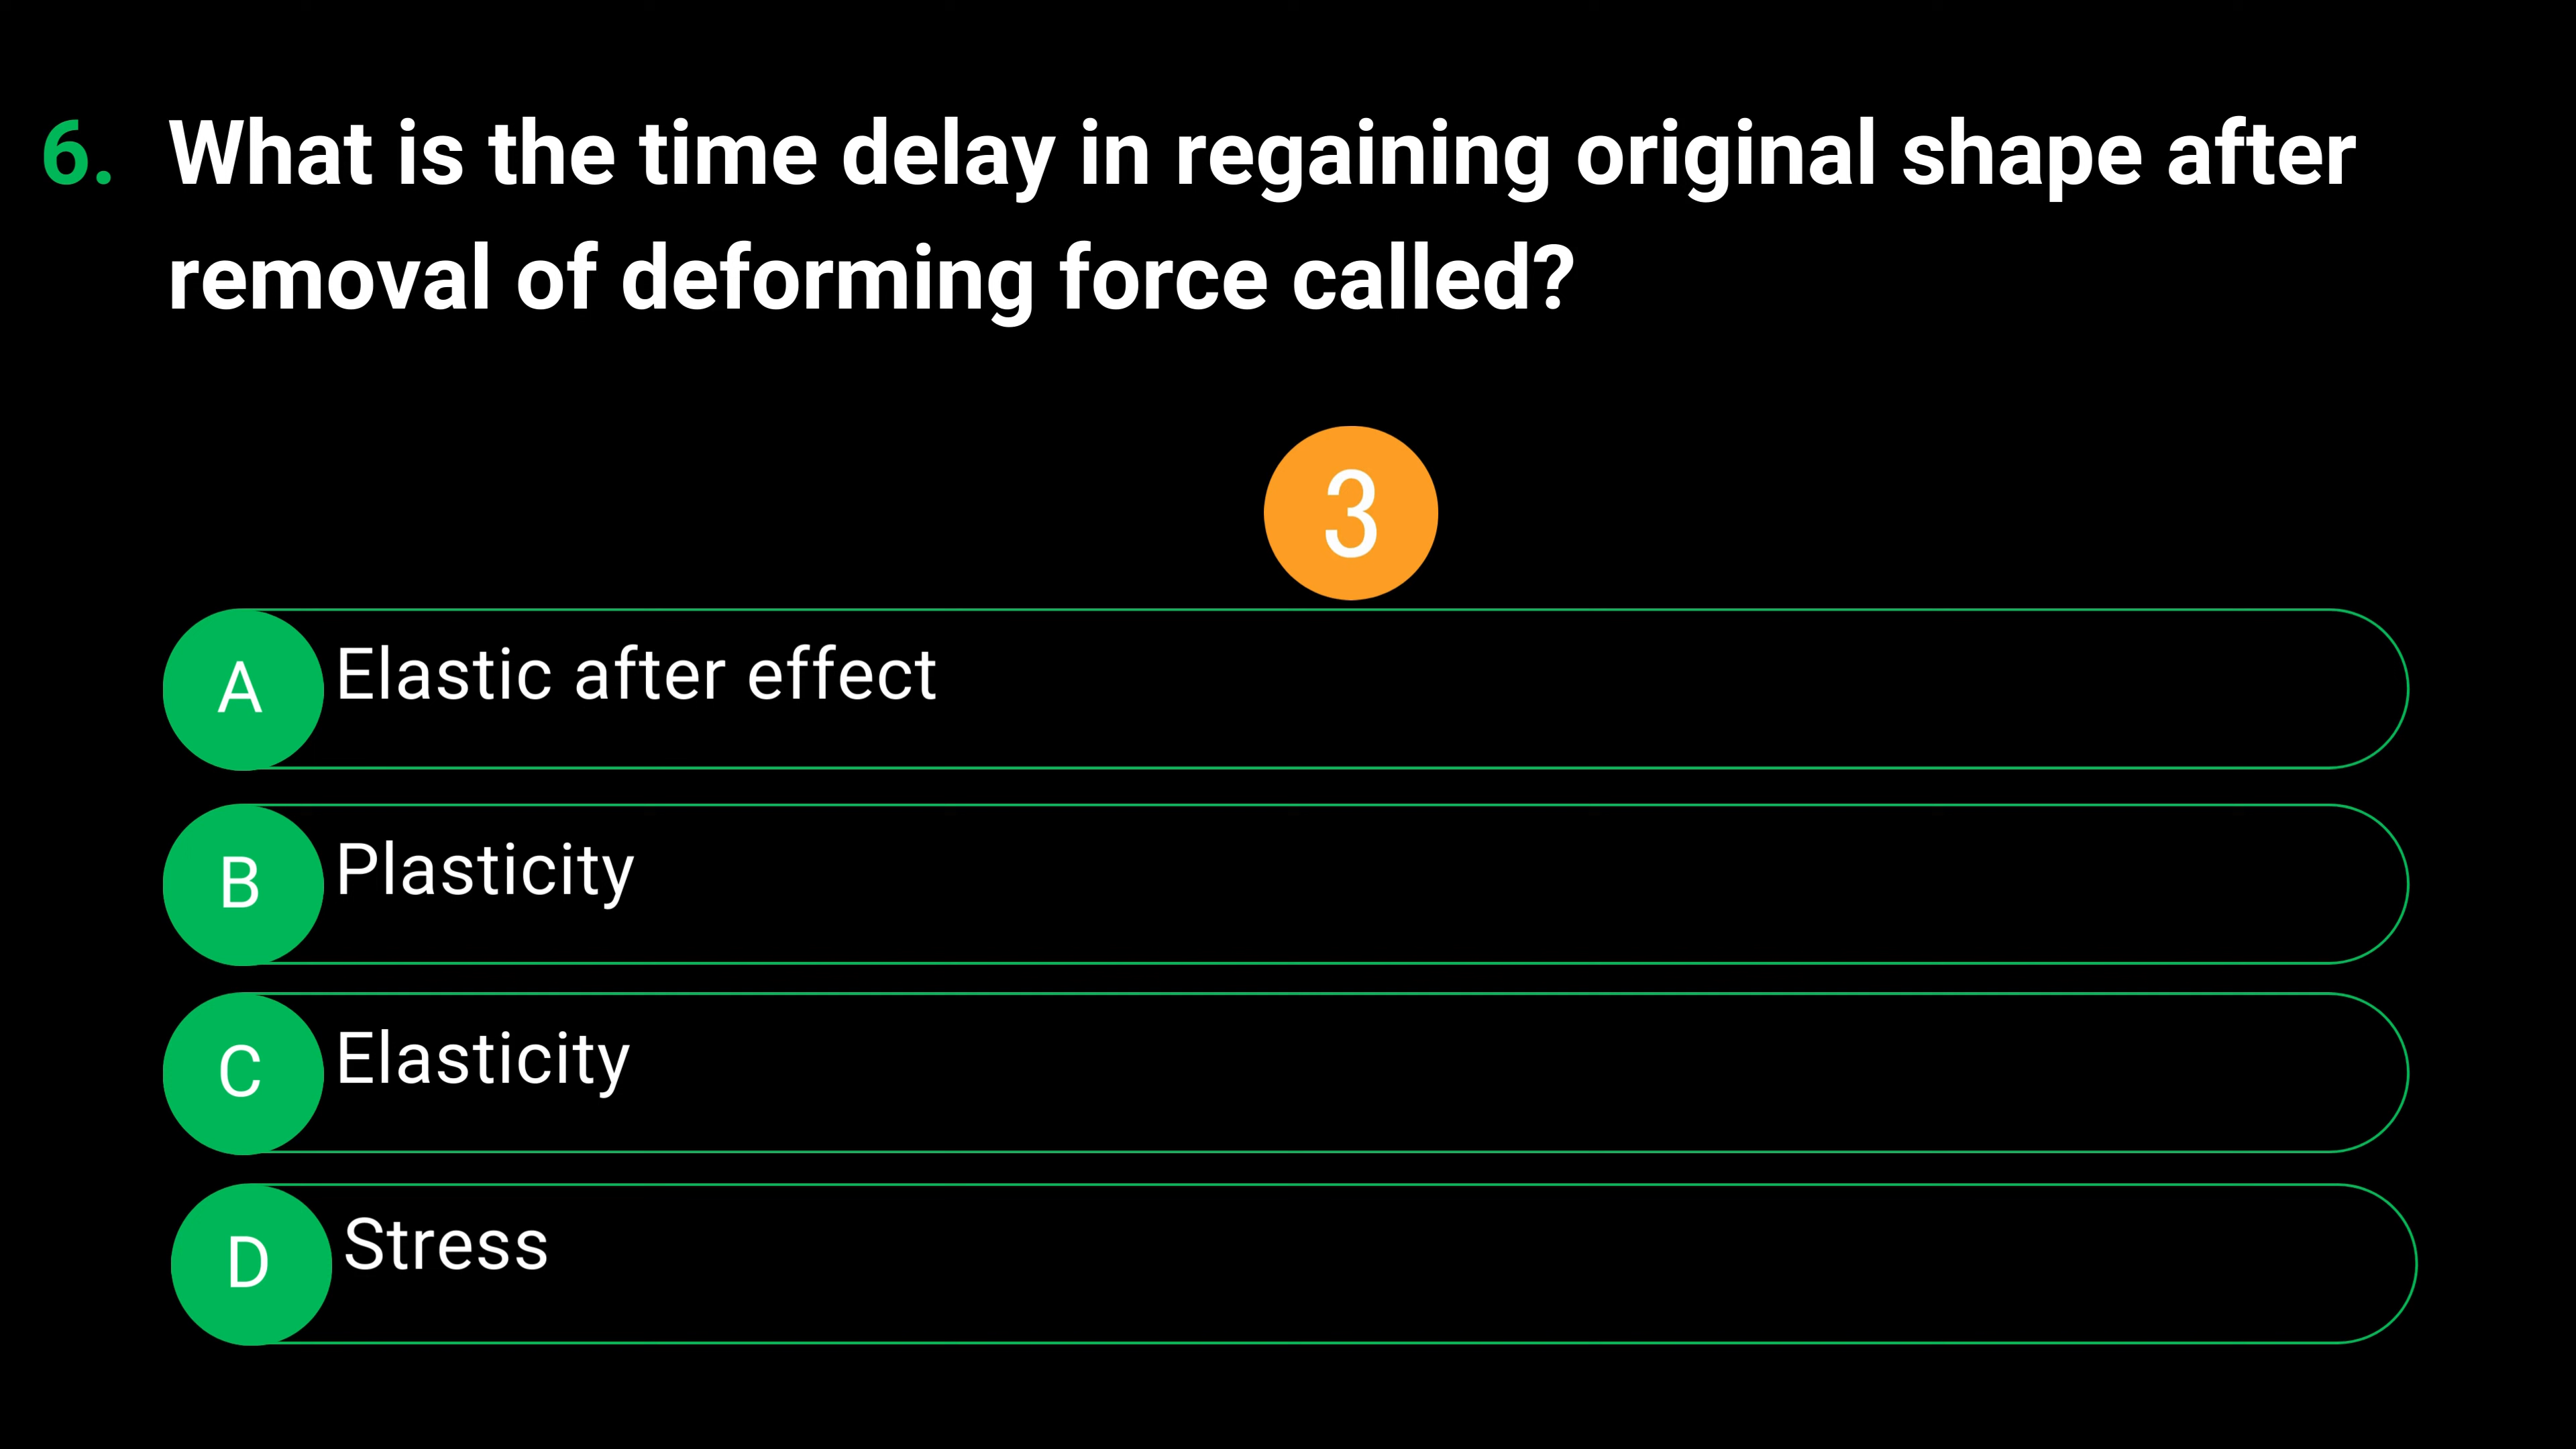 6. What is the time delay in regaining original shape after
removal of deforming force called?
3
A Elastic after effect
B Plasticity
C Elasticity
D Stress